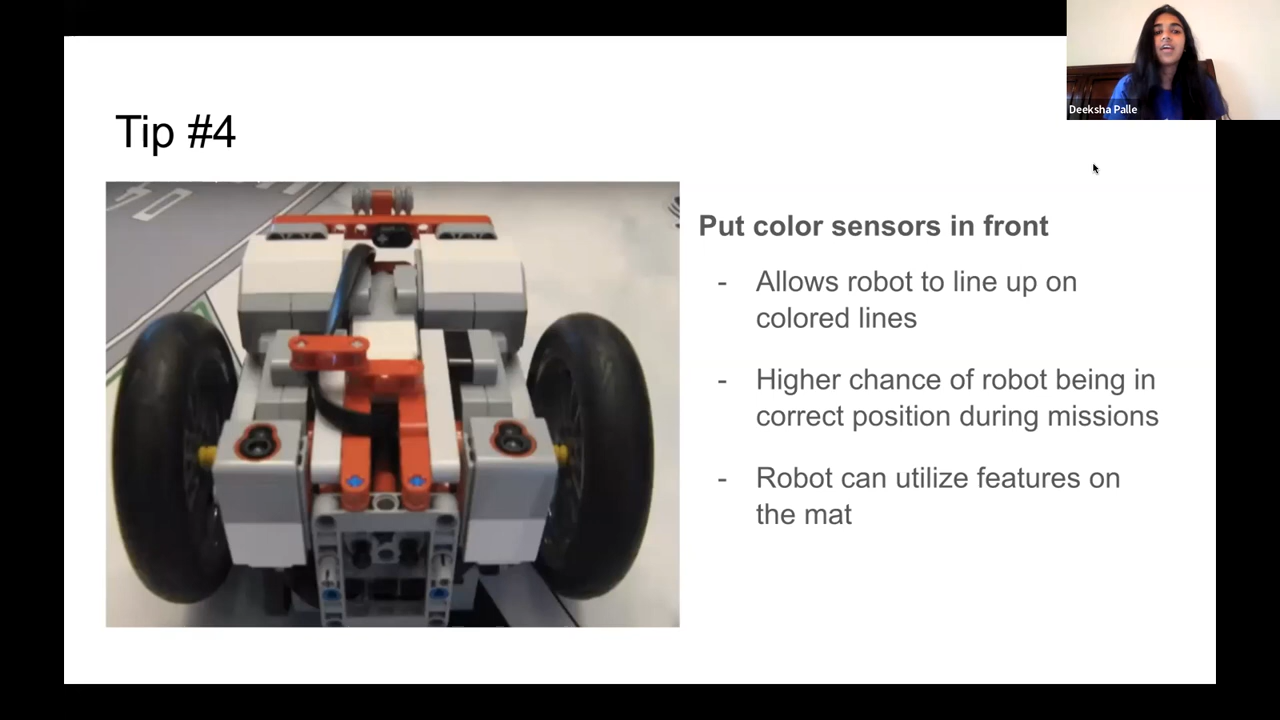 Deeksha Palle
Tip #4
Put color sensors in front
- Allows robot to line up on
colored lines
- Higher chance of robot being in
correct position during missions
- Robot can utilize features on
the mat